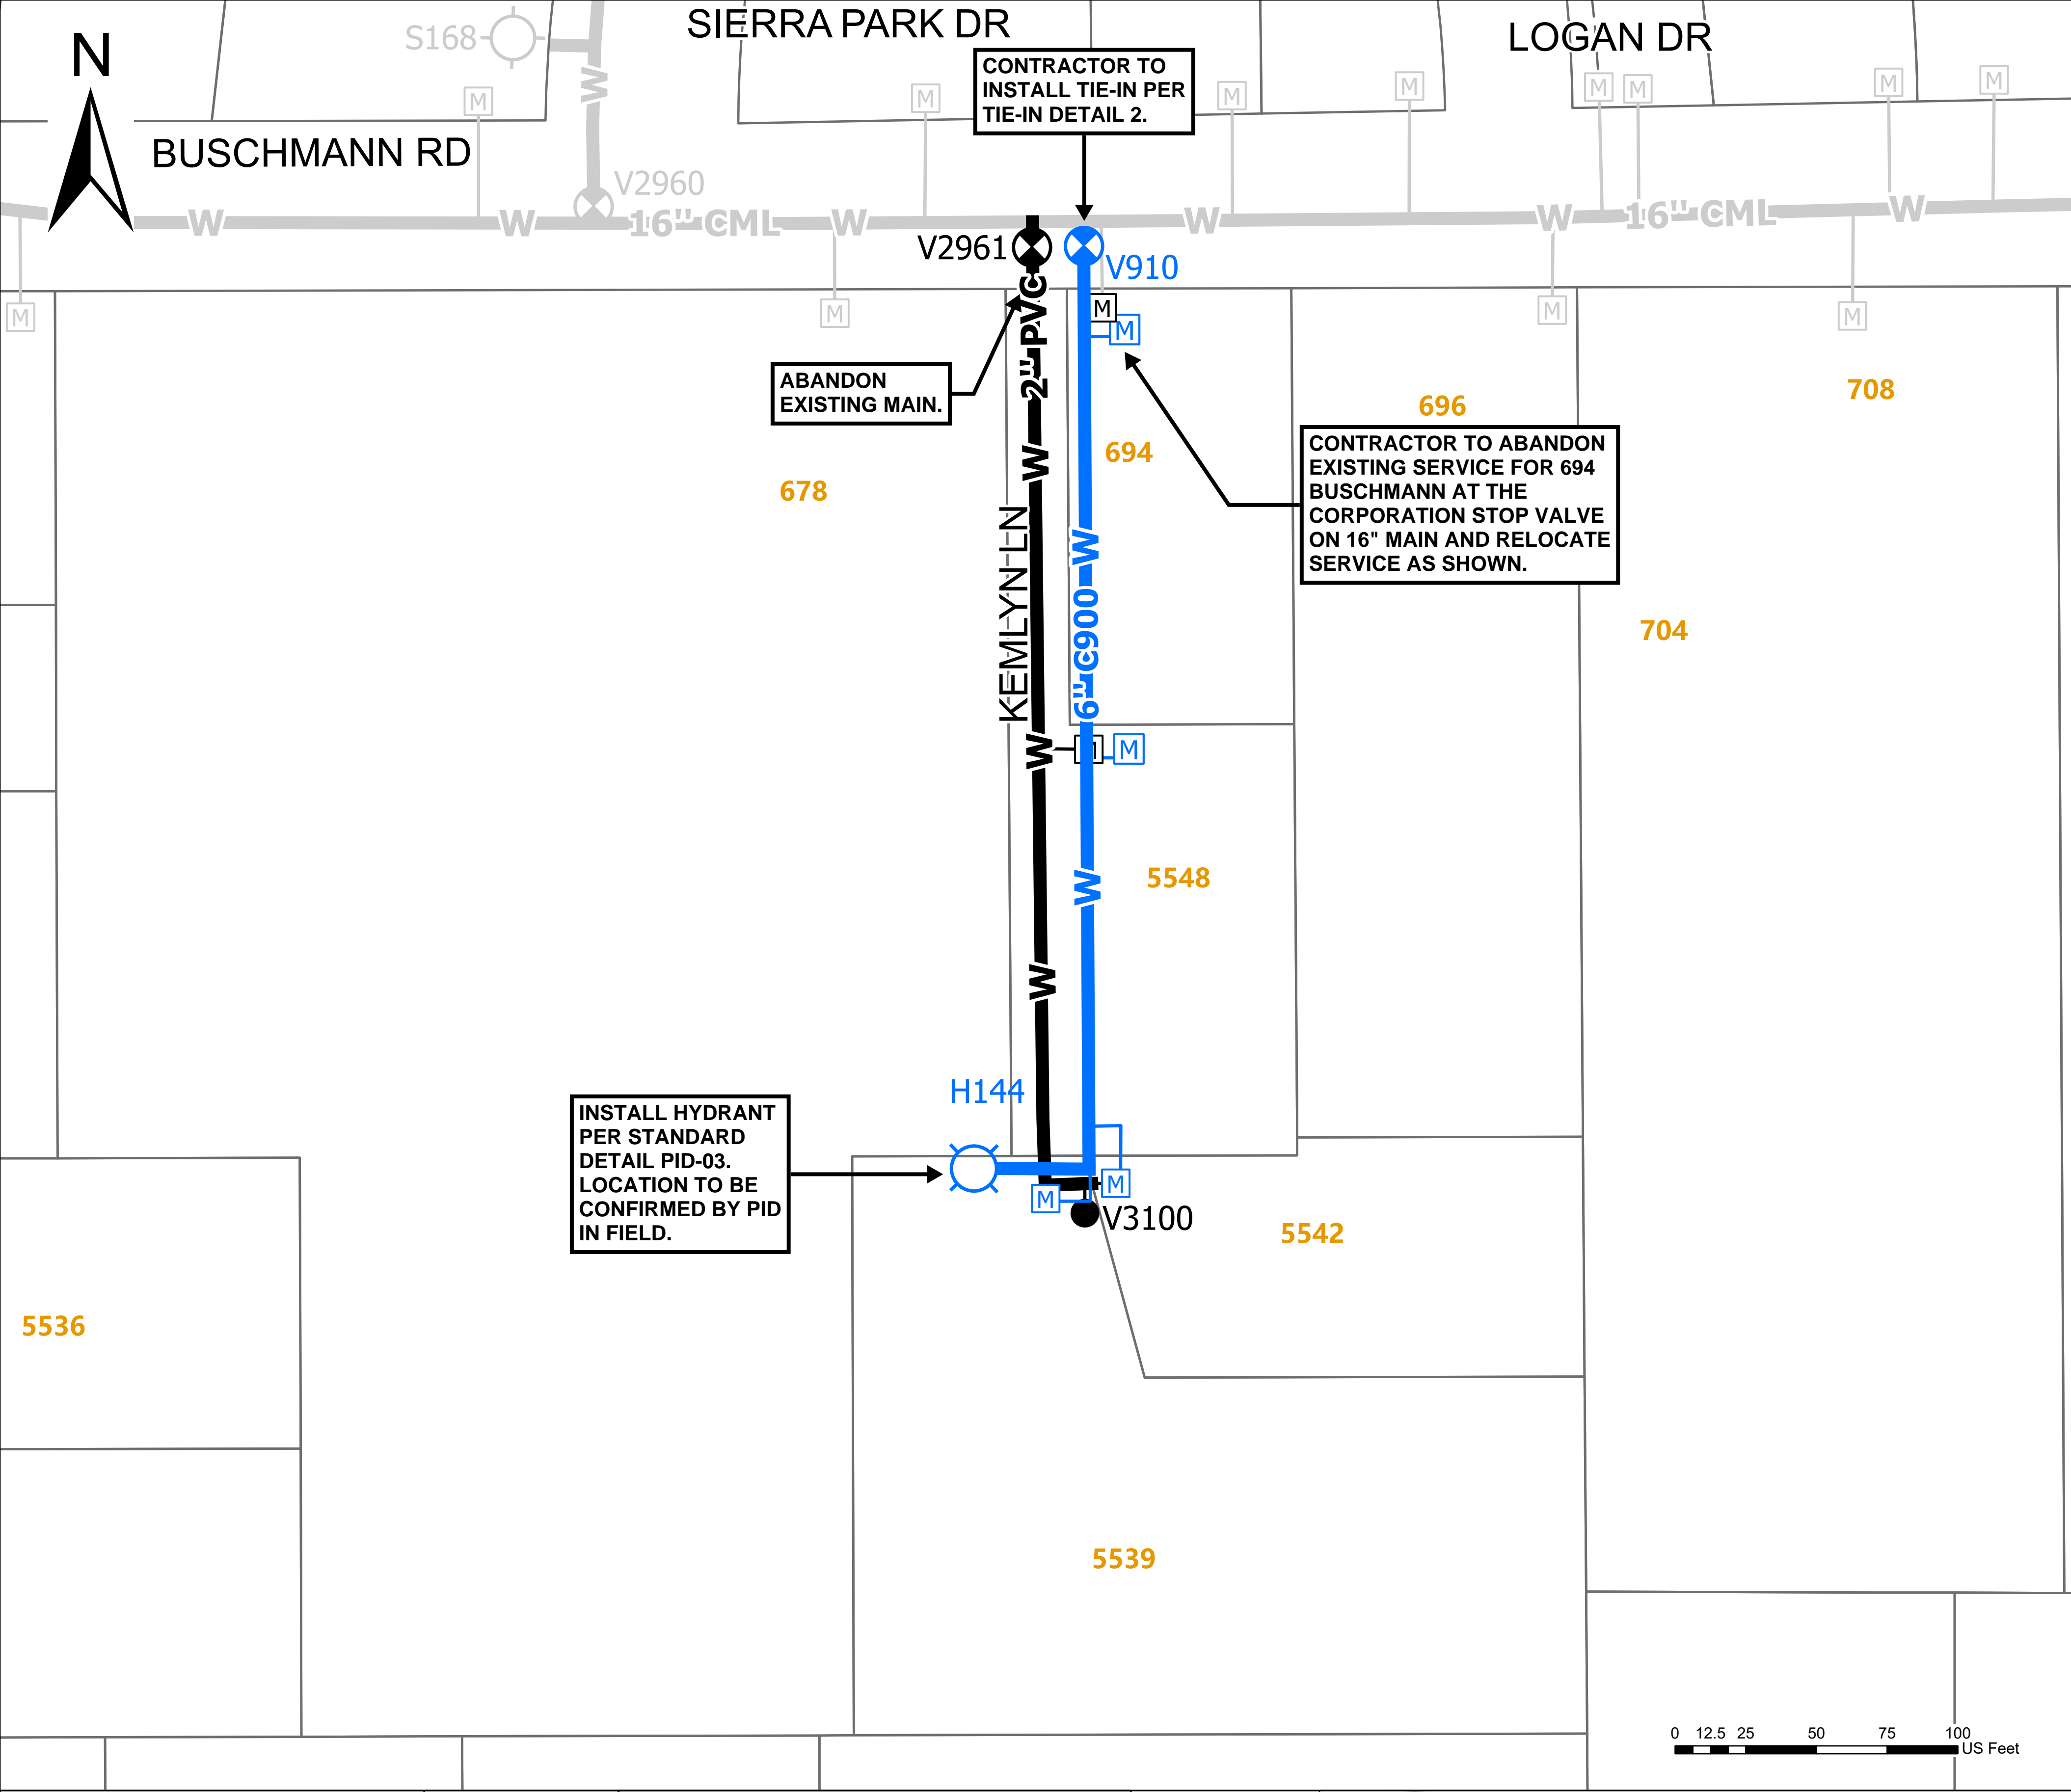 SIERRA PARK DR
LOGAN DR
S168
N
CONTRACTOR TO
INSTALL TIE-IN PER
TIE-IN DETAIL 2.
W
M
M
M
M
M
M
M
M
BUSCHMANN RD
V2960
W
W
16" CML
W
W
W
16" CML
W
V2961
V910
M
M
M
M
M
M
M
2" PVC
ABANDON
EXISTING MAIN.
678
694
696
708
W
W
CONTRACTOR TO ABANDON
EXISTING SERVICE FOR 694
BUSCHMANN AT THE
CORPORATION STOP VALVE
ON 16" MAIN AND RELOCATE
SERVICE AS SHOWN.
KEMLYN LN
6" C900
704
W
M
M
5548
W
W
H144
INSTALL HYDRANT
PER STANDARD
DETAIL PID-03.
LOCATION TO BE
CONFIRMED BY PID
IN FIELD.
M
M
V3100
5542
5536
5539
0 12.5 25 50 75 100
US Feet